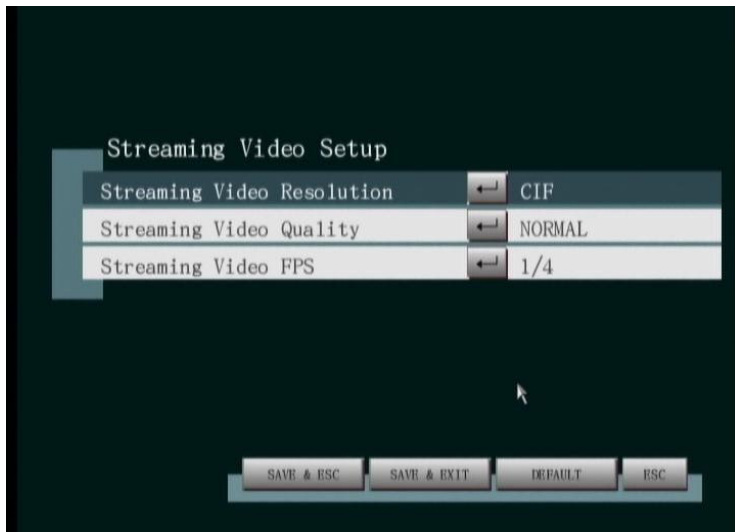 Streaming Video Setup
Streaming Video Resolution CIF
Streaming Video Quality NORMAL
Streaming Video FPS 1/4
SAVE & ESC SAVE & EXIT DEFAULT ESC